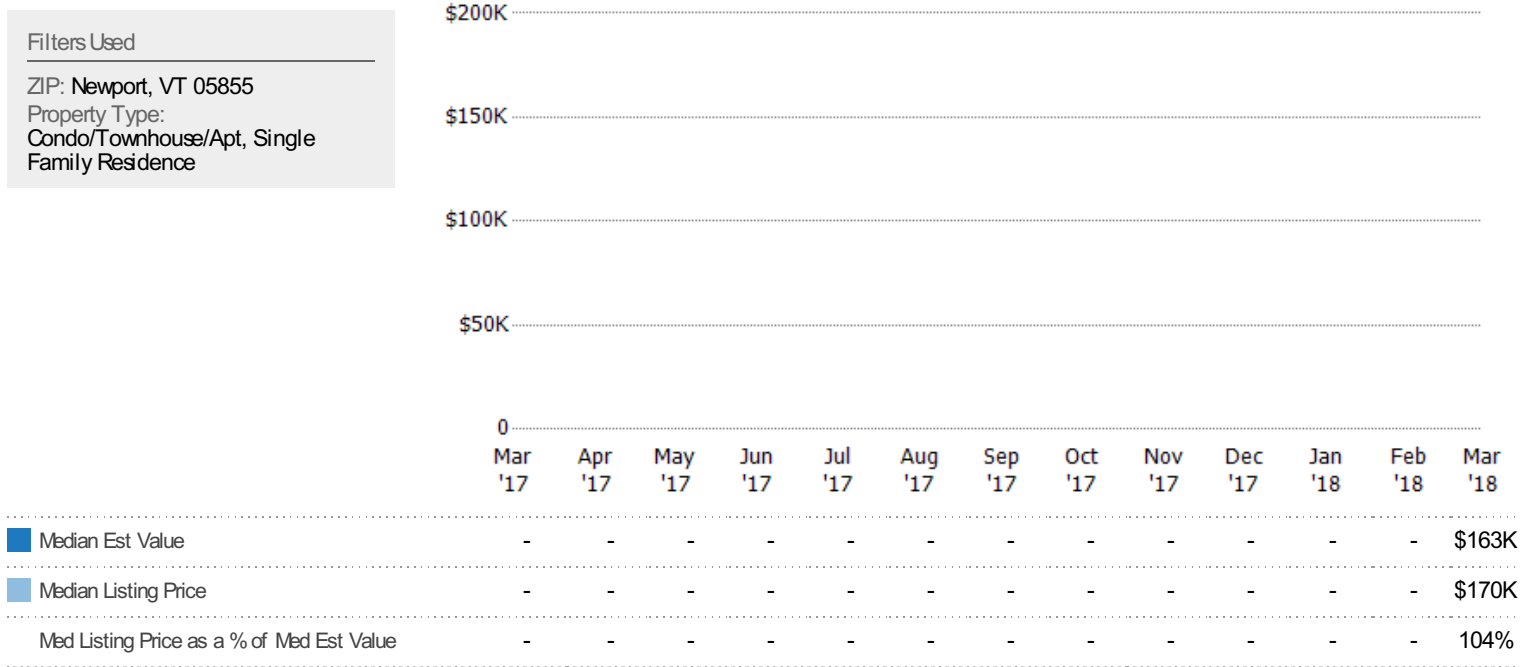 Filters Used
ZIP: Newport, VT 05855
Property Type:
Condo/Townhouse/Apt, Single
Family Residence
$200K
$150K
$100K
$50K
0
Mar Apr May Jun Jul Aug Sep Oct Nov Dec Jan Feb Mar
'17 '17 '17 '17 '17 '17 '17 '17 '17 '17 '18 '18 '18
Median Est Value - - - - - - - - - - - - $163K
Median Listing Price - - - - - - - - - - - - $170K
Med Listing Price as a % of Med Est Value - - - - - - - - - - - - 104%